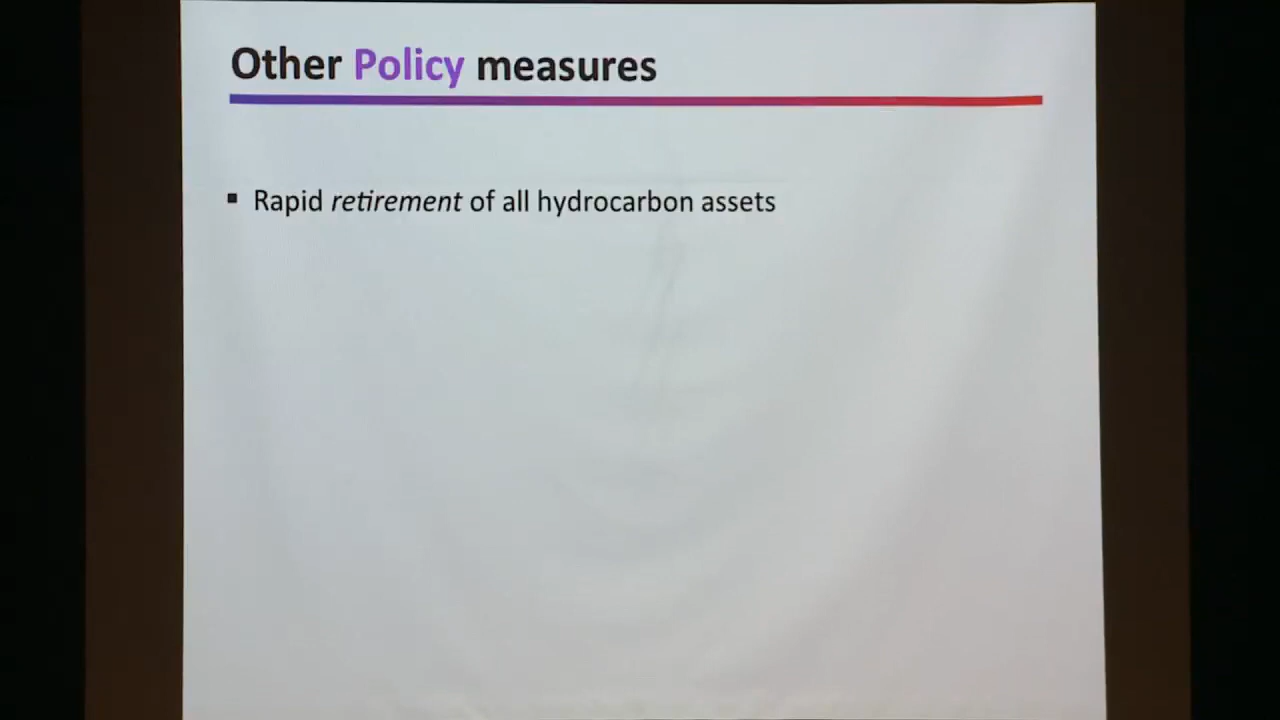 Other Policy measures
▪ Rapid retirement of all hydrocarbon assets